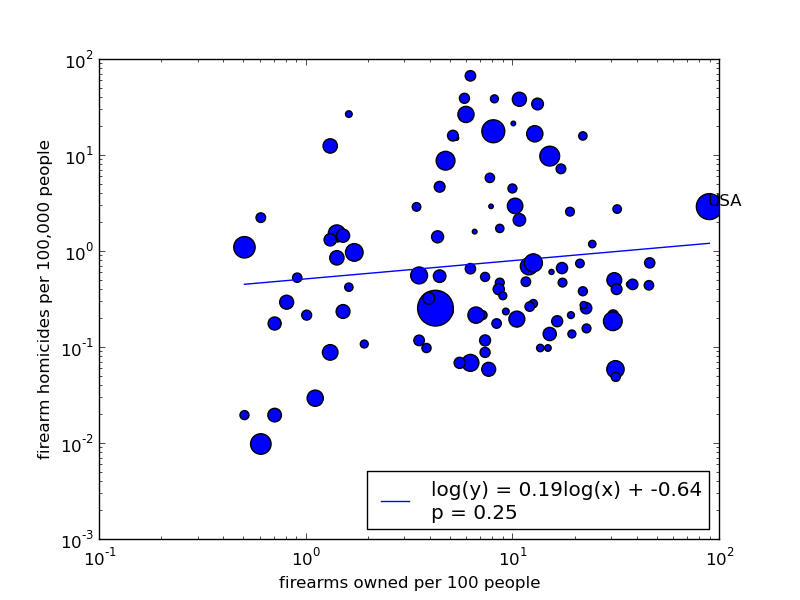 10^2
10^1
10^0
10^-1
10^-2
10^-3
firearm homicides per 100,000 people
USA
log(y) = 0.19log(x) + -0.64
p = 0.25
10^-1 10^0 10^1 10^2
firearms owned per 100 people